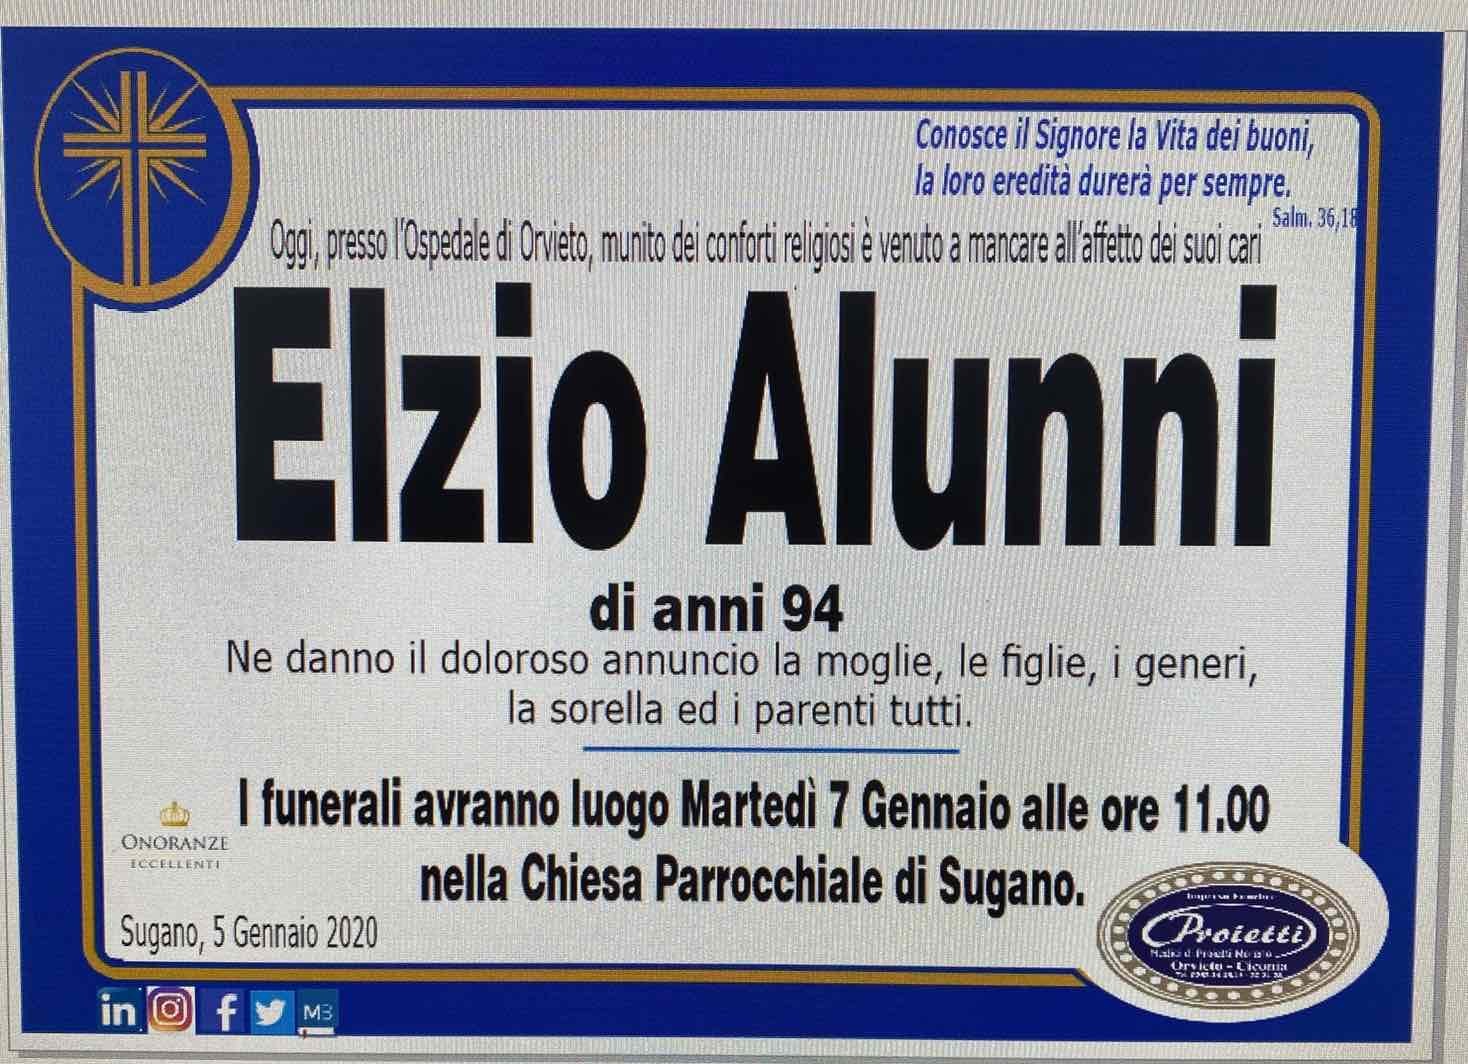 Conosce il Signore la Vita dei buoni,
la loro eredità durerà per sempre.
Salm. 36,18
Oggi, presso l'Ospedale di Orvieto, munito dei conforti religiosi è venuto a mancare all'affetto dei suoi cari
Elzio Alunni
di anni 94
Ne danno il doloroso annuncio la moglie, le figlie, i generi,
la sorella ed i parenti tutti.
I funerali avranno luogo Martedì 7 Gennaio alle ore 11.00
nella Chiesa Parrocchiale di Sugano.
ONORANZE
ECCELLENTI
Sugano, 5 Gennaio 2020
Proietti
Orvieto - Ciconia
in
f